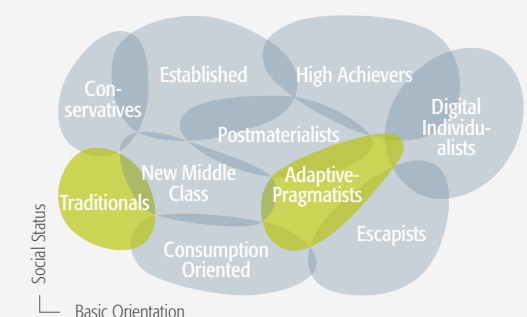 Established
High Achievers
Con-
servatives
Digital
Individu-
alists
Postmaterialists
New Middle
Class
Adaptive-
Pragmatists
Traditionals
Escapists
Consumption
Oriented
Social Status
Basic Orientation